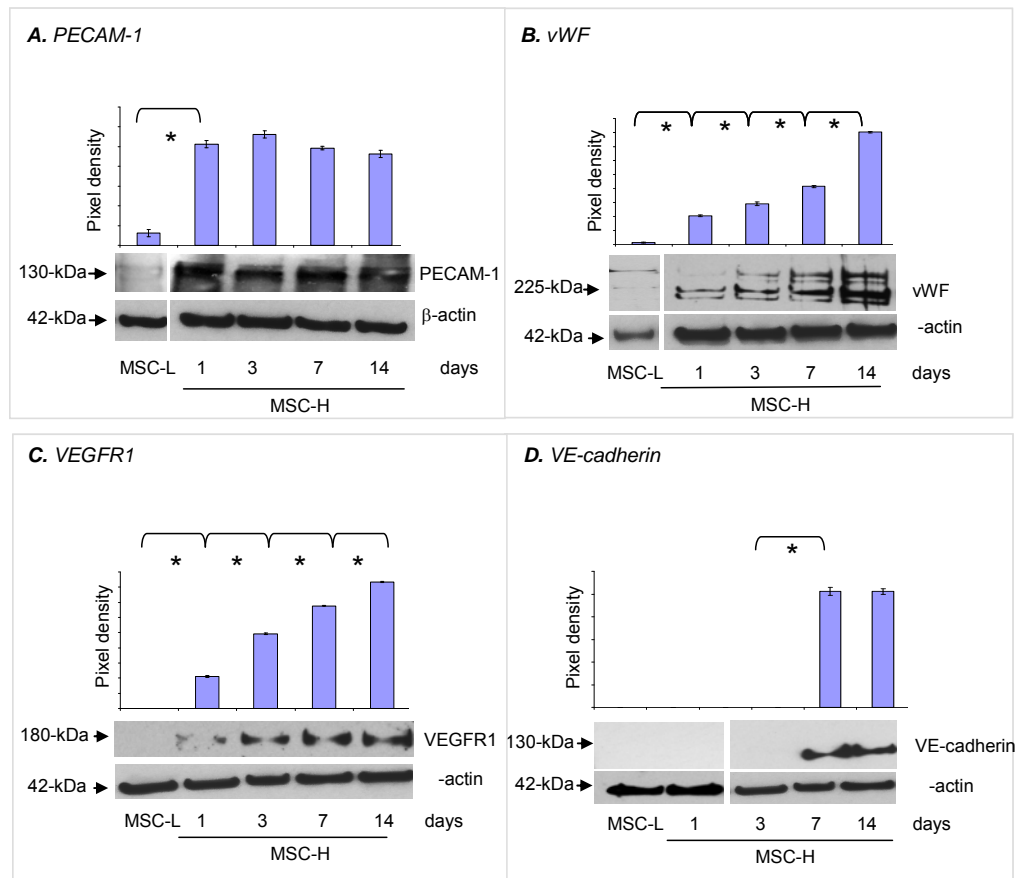 A. PECAM-1
*
Pixel density
130-kDa
PECAM-1
42-kDa
β-actin
MSC-L 1 3 7 14 days
MSC-H
B. vWF
* * * *
Pixel density
225-kDa
vWF
42-kDa
-actin
MSC-L 1 3 7 14 days
MSC-H
C. VEGFR1
* * * *
Pixel density
180-kDa
VEGFR1
42-kDa
-actin
MSC-L 1 3 7 14 days
MSC-H
D. VE-cadherin
*
Pixel density
130-kDa
VE-cadherin
42-kDa
-actin
MSC-L 1 3 7 14 days
MSC-H